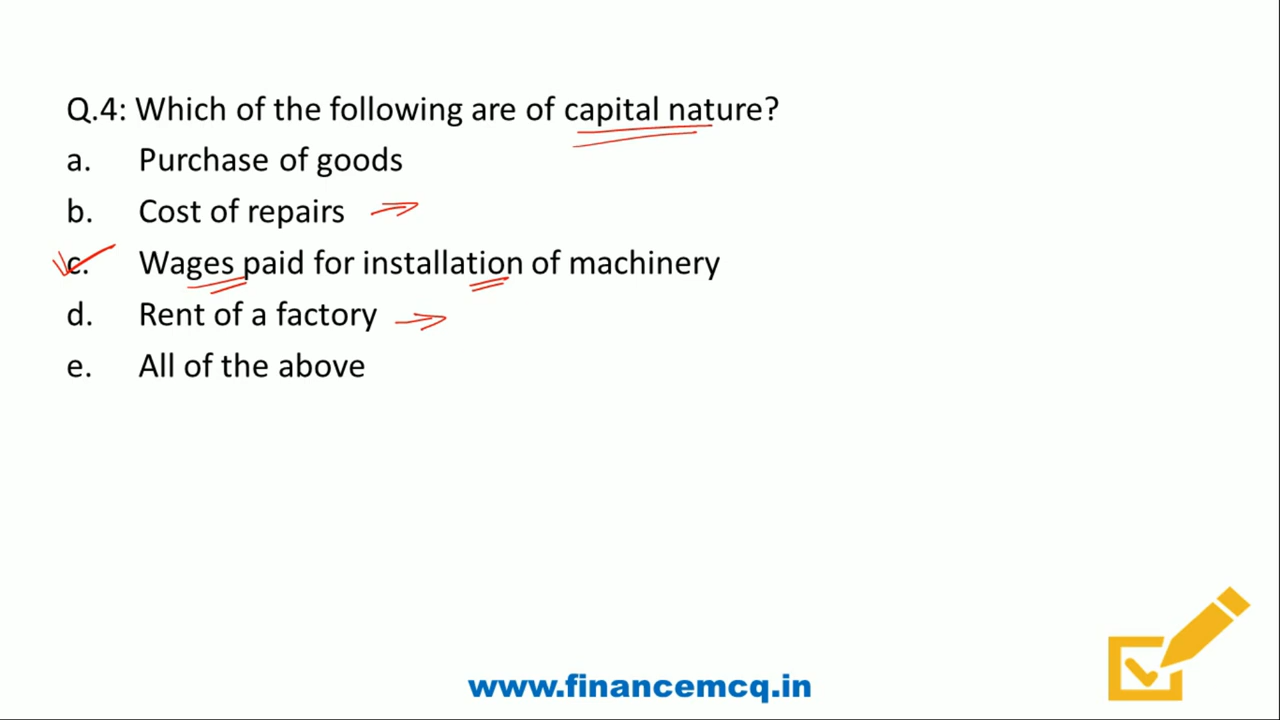 Q.4: Which of the following are of capital nature?
a. Purchase of goods
b. Cost of repairs
c. Wages paid for installation of machinery
d. Rent of a factory
e. All of the above
www.financemcq.in